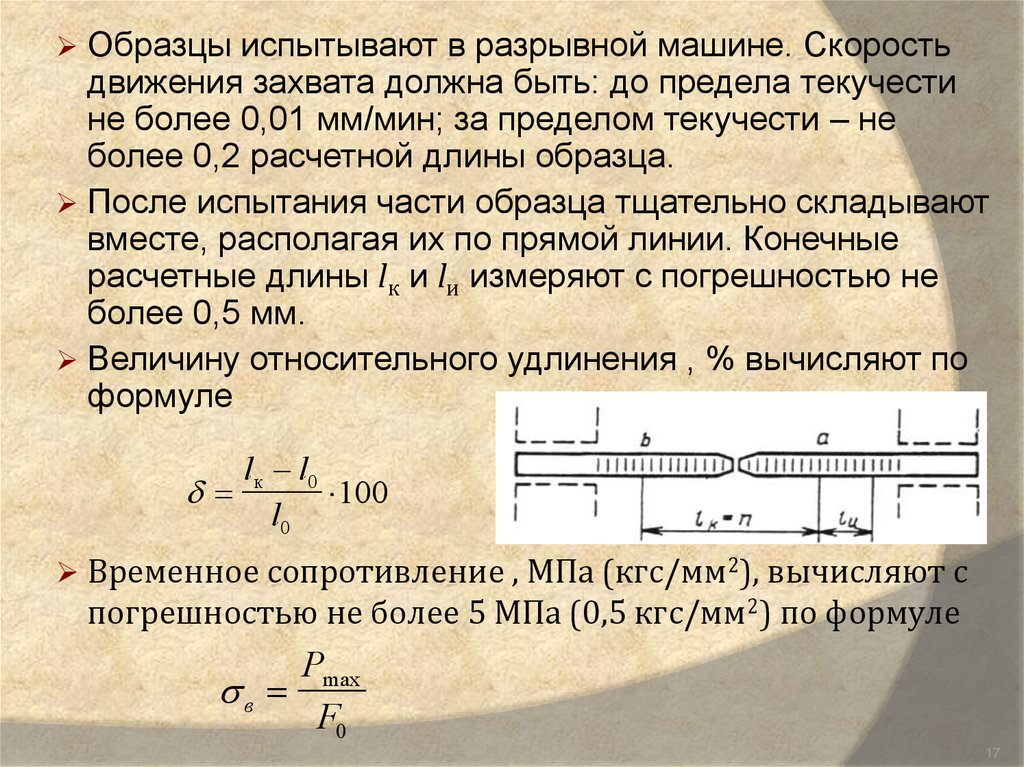 Образцы испытывают в разрывной машине. Скорость
движения захвата должна быть: до предела текучести
не более 0,01 мм/мин; за пределом текучести – не
более 0,2 расчетной длины образца.
После испытания части образца тщательно складывают
вместе, располагая их по прямой линии. Конечные
расчетные длины lк и lи измеряют с погрешностью не
более 0,5 мм.
Величину относительного удлинения , % вычисляют по
формуле
δ = (lк – l0) / l0 ·100
b a
lк = п lц
Временное сопротивление , МПа (кгс/мм²), вычисляют с
погрешностью не более 5 МПа (0,5 кгс/мм²) по формуле
σв = Pmax / F0
17